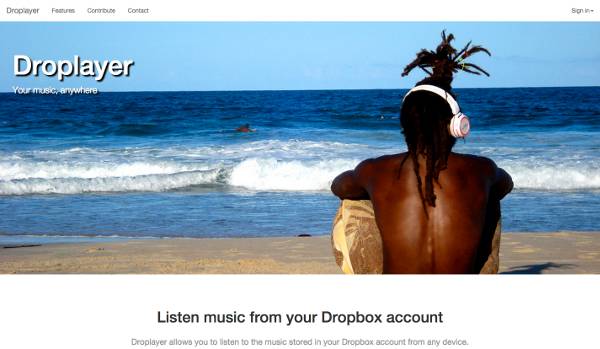 Droplayer Features Contribute Contact Sign in
Droplayer
Your music, anywhere
Listen music from your Dropbox account
Droplayer allows you to listen to the music stored in your Dropbox account from any device.